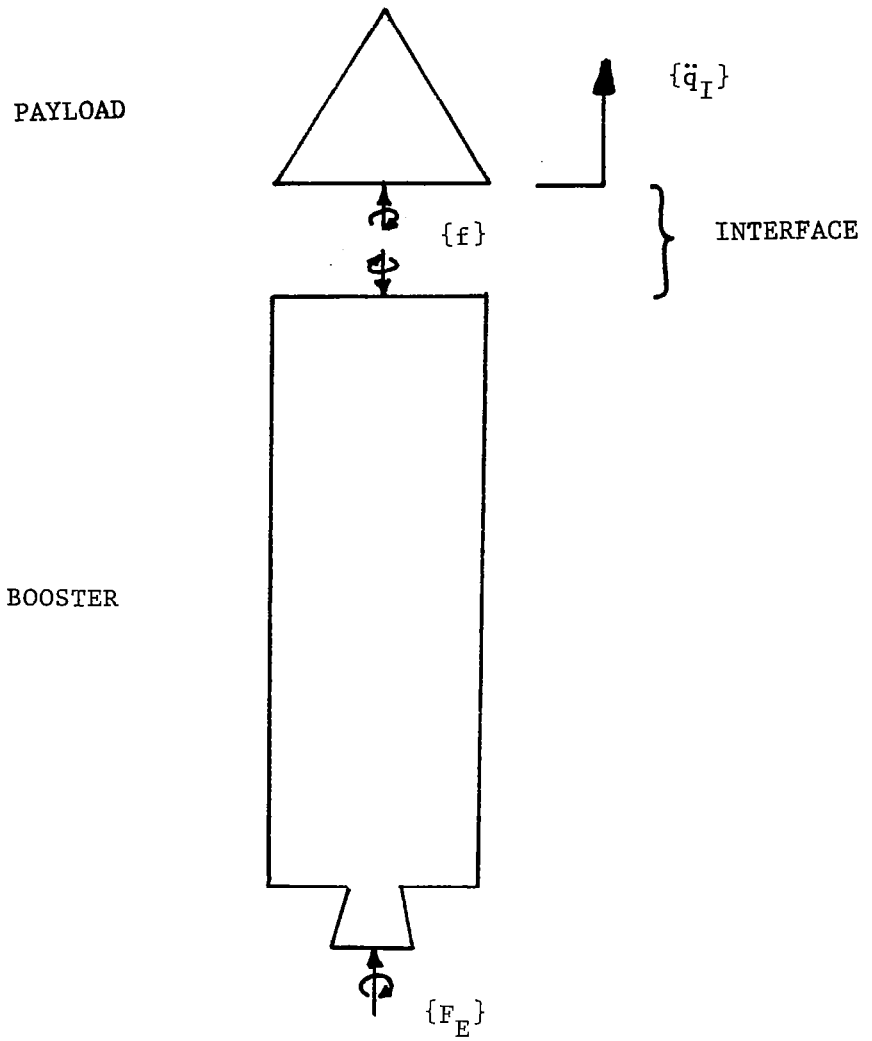 {q̈_I}
PAYLOAD
{f}
INTERFACE
BOOSTER
{F_E}